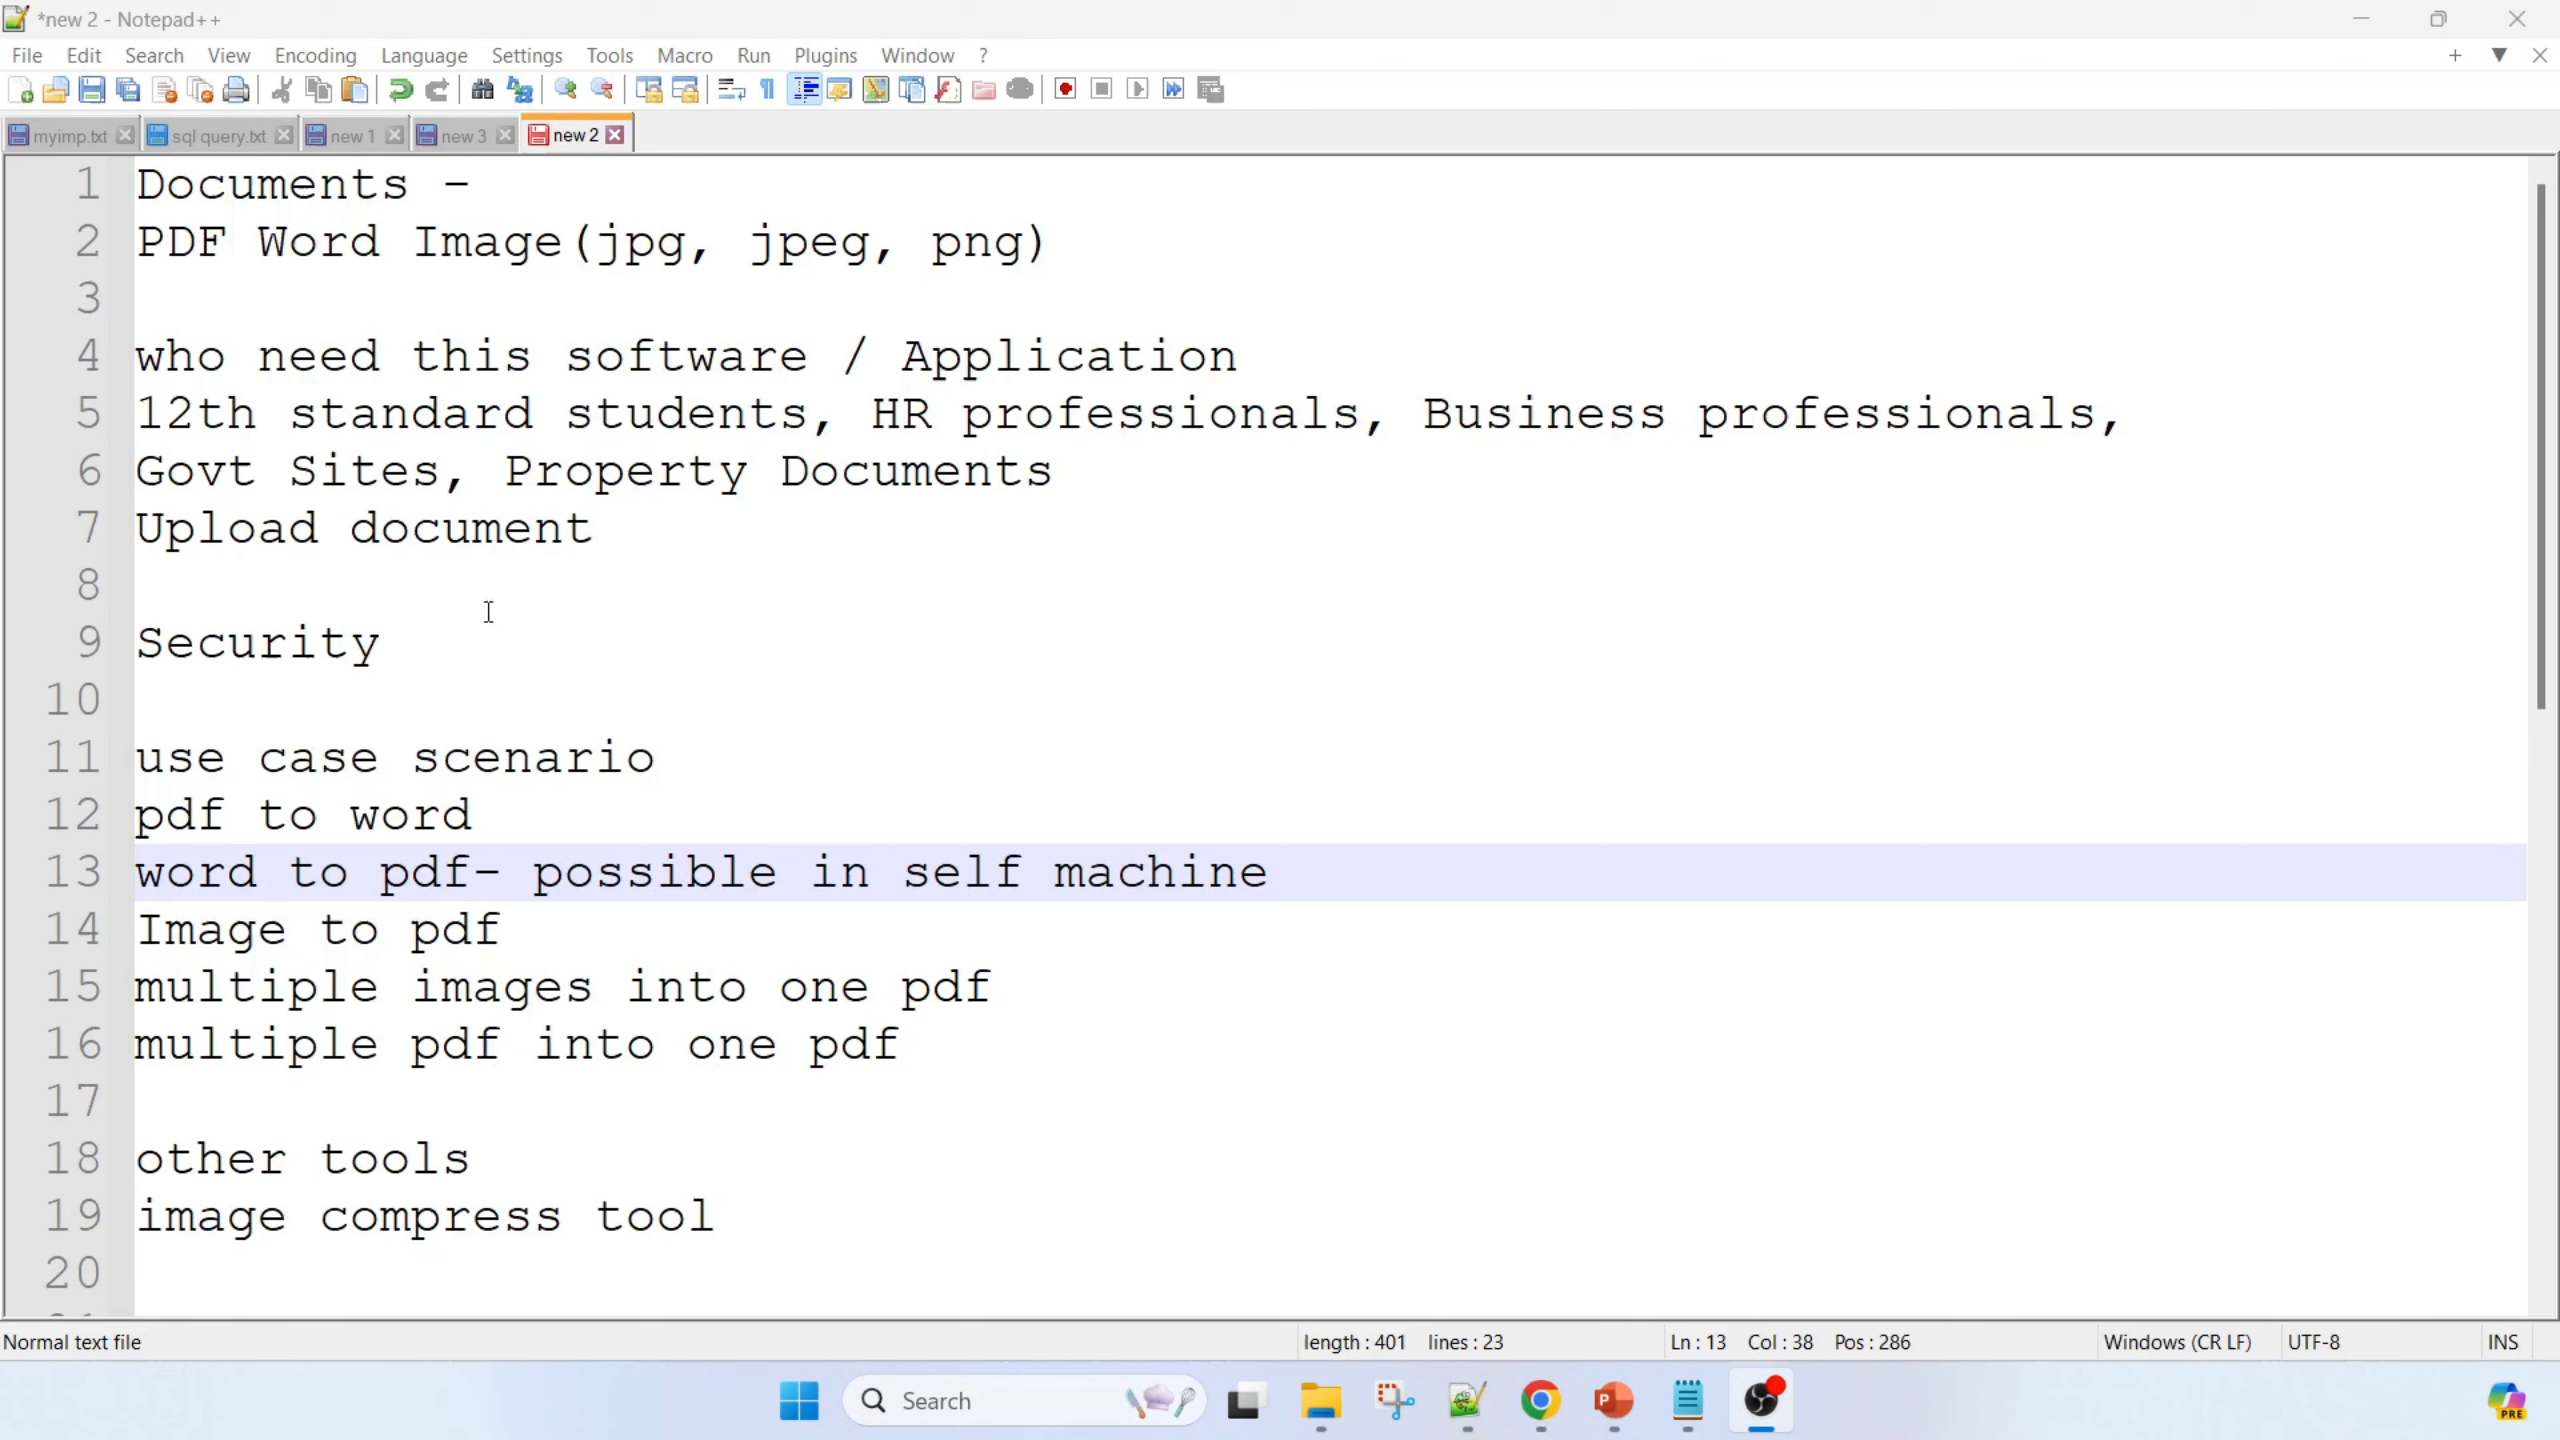 *new 2 - Notepad++
File Edit Search View Encoding Language Settings Tools Macro Run Plugins Window ?
myimp.txt sql query.txt new 1 new 3 new 2
1 Documents -
2 PDF Word Image(jpg, jpeg, png)
3
4 who need this software / Application
5 12th standard students, HR professionals, Business professionals,
6 Govt Sites, Property Documents
7 Upload document
8
9 Security
10
11 use case scenario
12 pdf to word
13 word to pdf- possible in self machine
14 Image to pdf
15 multiple images into one pdf
16 multiple pdf into one pdf
17
18 other tools
19 image compress tool
20
Normal text file length : 401 lines : 23 Ln : 13 Col : 38 Pos : 286 Windows (CR LF) UTF-8 INS
Search
PRE